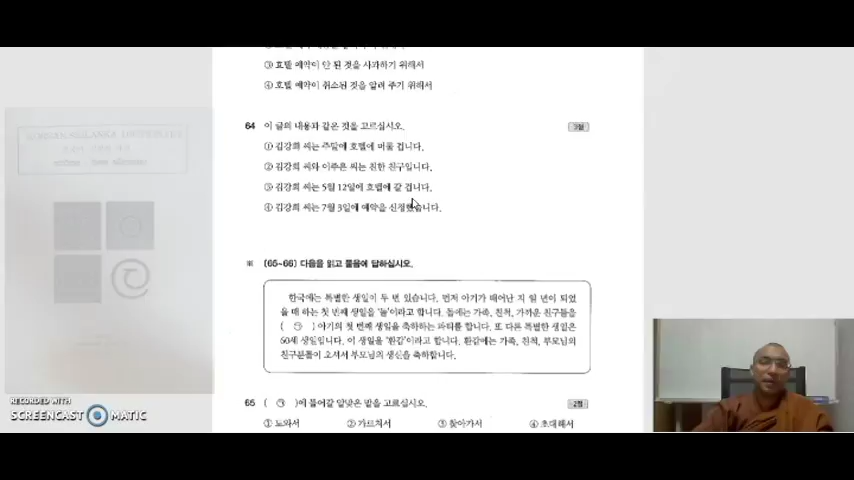 ③ 호텔 예약이 안 된 것을 사과하기 위해서
④ 호텔 예약이 취소된 것을 알려 주기 위해서
64 이 글의 내용과 같은 것을 고르십시오. 3점
① 김강희 씨는 주말에 호텔에 머물 겁니다.
② 김강희 씨와 이주은 씨는 친한 친구입니다.
③ 김강희 씨는 5월 12일에 호텔에 갈 겁니다.
④ 김강희 씨는 7월 3일에 예약을 신청했습니다.
※ [65~66] 다음을 읽고 물음에 답하십시오.
한국에는 특별한 생일이 두 번 있습니다. 먼저 아기가 태어난 지 일 년이 되었
을 때 하는 첫 번째 생일을 '돌'이라고 합니다. 돌에는 가족, 친척, 가까운 친구들을
( ㉠ ) 아기의 첫 번째 생일을 축하하는 파티를 합니다. 또 다른 특별한 생일은
60세 생일입니다. 이 생일을 '환갑'이라고 합니다. 환갑에는 가족, 친척, 부모님의
친구분들이 오셔서 부모님의 생신을 축하합니다.
65 ( ㉠ )에 들어갈 알맞은 말을 고르십시오. 2점
① 도와서 ② 가르쳐서 ③ 찾아가서 ④ 초대해서
RECORDED WITH
SCREENCAST MATIC